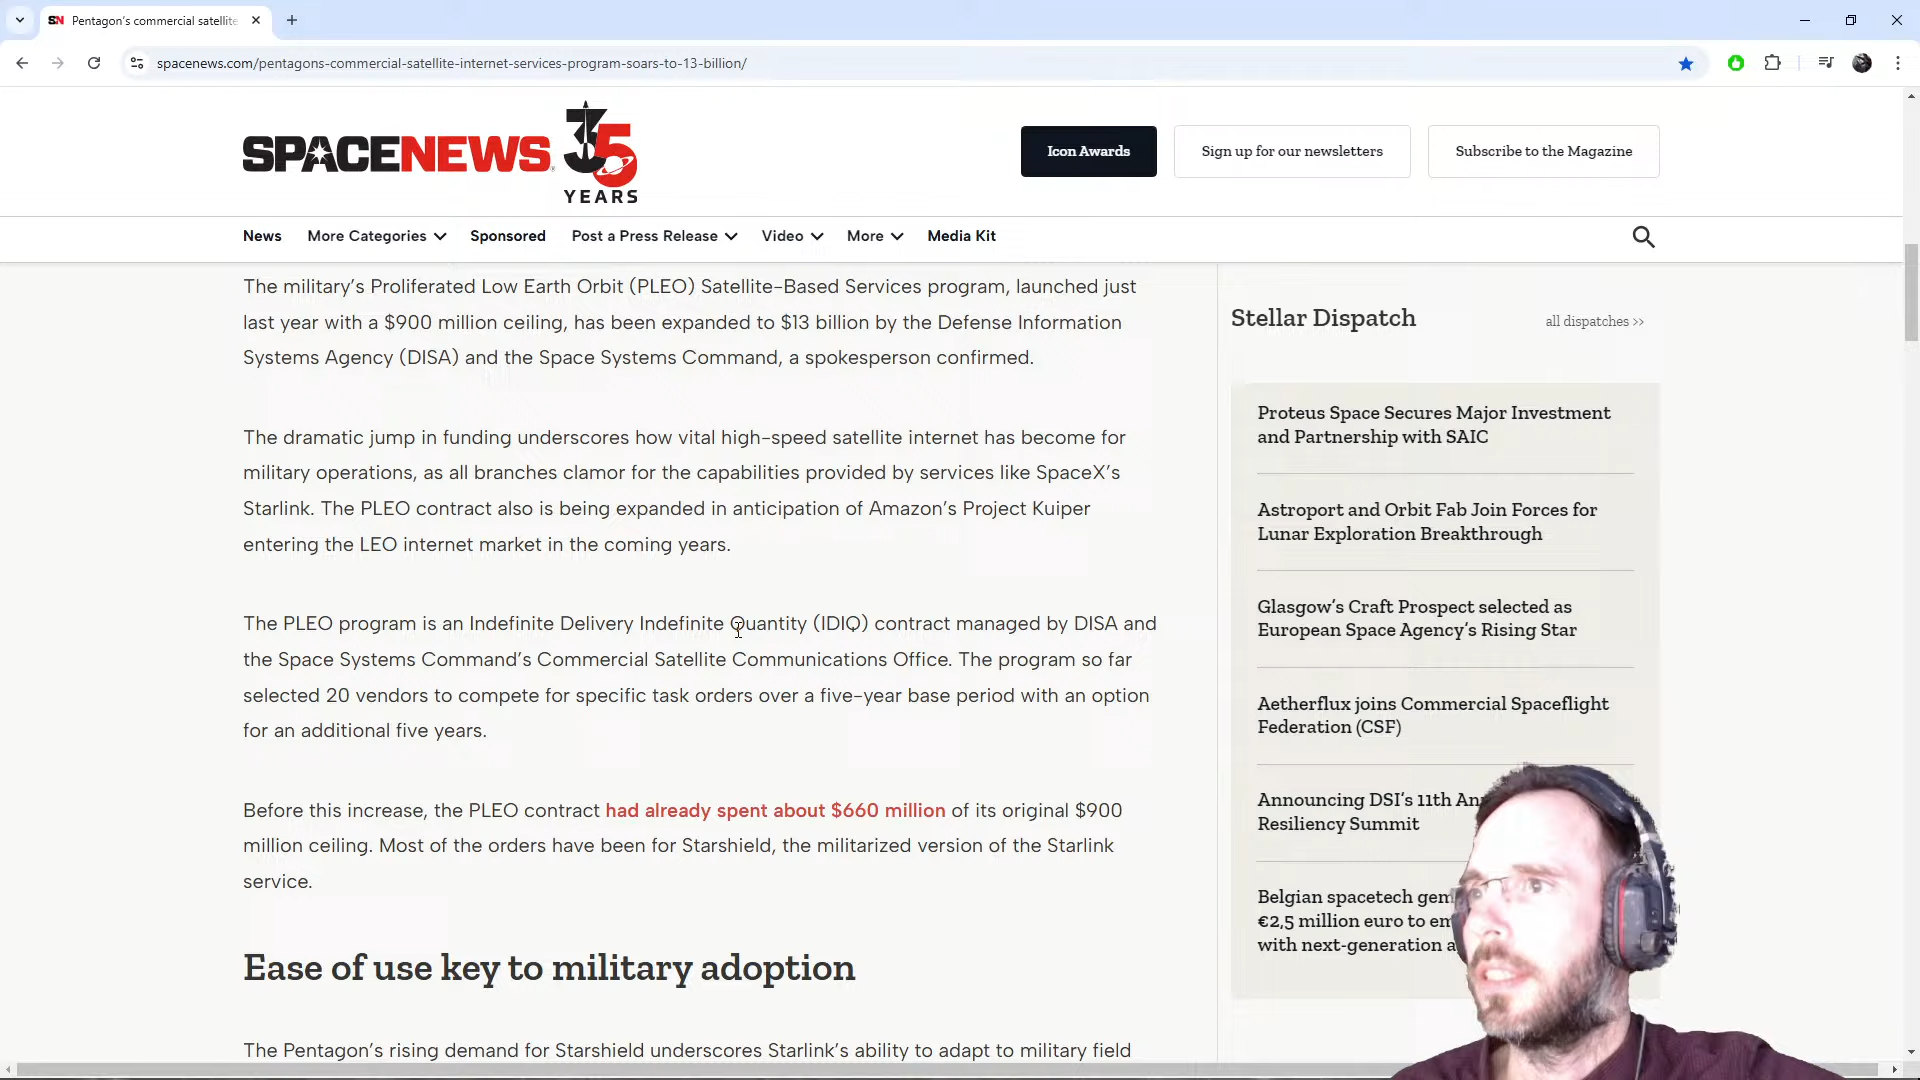 SN Pentagon's commercial satellite
spacenews.com/pentagons-commercial-satellite-internet-services-program-soars-to-13-billion/
SPACENEWS 35
YEARS
Icon Awards
Sign up for our newsletters
Subscribe to the Magazine
News More Categories Sponsored Post a Press Release Video More Media Kit
The military's Proliferated Low Earth Orbit (PLEO) Satellite-Based Services program, launched just
last year with a $900 million ceiling, has been expanded to $13 billion by the Defense Information
Systems Agency (DISA) and the Space Systems Command, a spokesperson confirmed.
The dramatic jump in funding underscores how vital high-speed satellite internet has become for
military operations, as all branches clamor for the capabilities provided by services like SpaceX's
Starlink. The PLEO contract also is being expanded in anticipation of Amazon's Project Kuiper
entering the LEO internet market in the coming years.
The PLEO program is an Indefinite Delivery Indefinite Quantity (IDIQ) contract managed by DISA and
the Space Systems Command's Commercial Satellite Communications Office. The program so far
selected 20 vendors to compete for specific task orders over a five-year base period with an option
for an additional five years.
Before this increase, the PLEO contract had already spent about $660 million of its original $900
million ceiling. Most of the orders have been for Starshield, the militarized version of the Starlink
service.
Ease of use key to military adoption
The Pentagon's rising demand for Starshield underscores Starlink's ability to adapt to military field
Stellar Dispatch
all dispatches >>
Proteus Space Secures Major Investment
and Partnership with SAIC
Astroport and Orbit Fab Join Forces for
Lunar Exploration Breakthrough
Glasgow's Craft Prospect selected as
European Space Agency's Rising Star
Aetherflux joins Commercial Spaceflight
Federation (CSF)
Announcing DSI's 11th
Resiliency Summit
Belgian spacetech
€2,5 million euro to
with next-generation